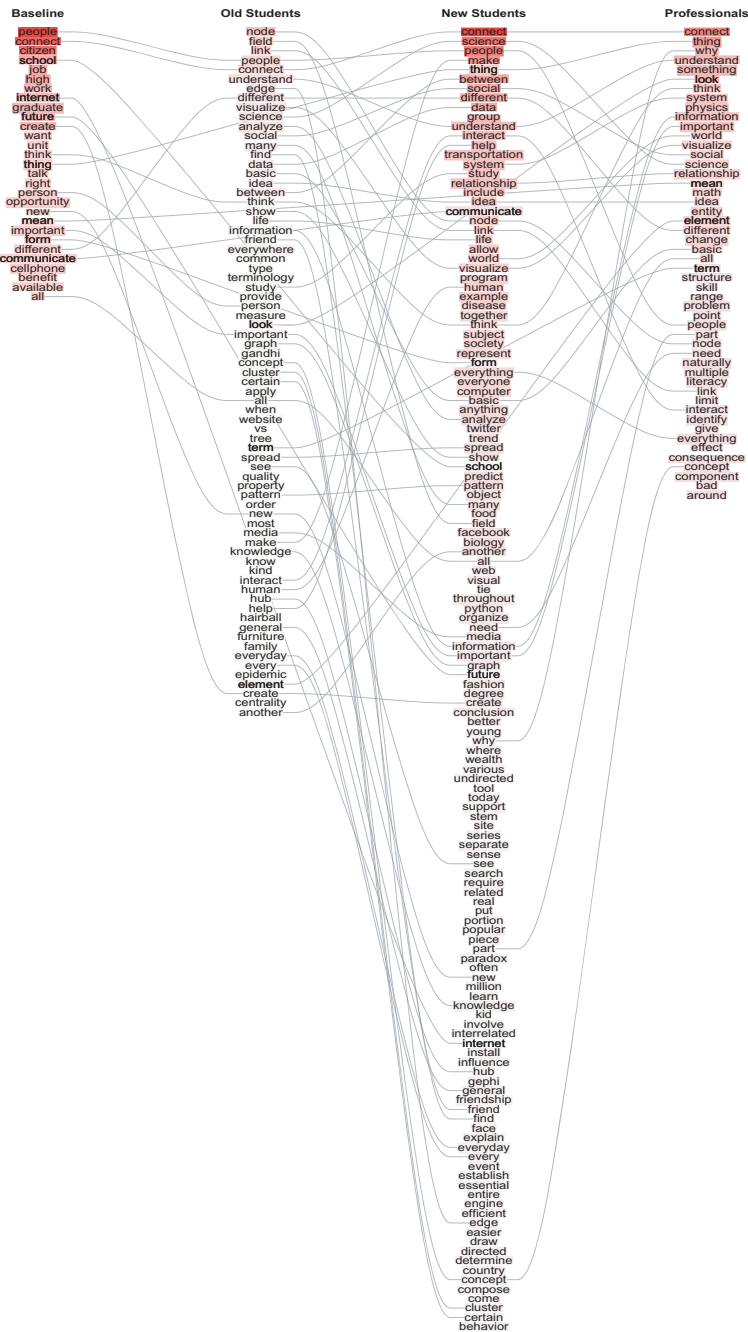 Baseline
people
connect
citizen
school
job
high
work
internet
graduate
future
create
want
unit
think
thing
talk
right
person
opportunity
new
mean
important
form
different
communicate
cellphone
benefit
available
all
Old Students
node
field
link
people
connect
understand
edge
different
visualize
science
analyze
social
many
find
data
basic
idea
between
think
show
life
information
friend
everywhere
common
type
terminology
study
provide
person
measure
look
important
graph
gandhi
concept
cluster
certain
apply
all
when
website
vs
tree
term
spread
see
quality
property
pattern
order
new
most
media
make
knowledge
know
kind
interact
human
hub
help
hairball
general
furniture
family
everyday
every
epidemic
element
create
centrality
another
New Students
connect
science
people
make
thing
between
social
different
data
group
understand
interact
help
transportation
system
study
relationship
include
idea
communicate
node
link
life
allow
world
visualize
program
human
example
disease
together
think
subject
society
represent
form
everything
everyone
computer
basic
anything
analyze
twitter
trend
spread
show
school
predict
pattern
object
many
food
field
facebook
biology
another
all
web
visual
tie
throughout
python
organize
need
media
information
important
graph
future
fashion
degree
create
conclusion
better
young
why
where
wealth
various
undirected
tool
today
support
stem
site
series
separate
sense
see
search
require
related
real
put
portion
popular
piece
part
paradox
often
new
million
learn
knowledge
kid
involve
interrelated
internet
install
influence
hub
gephi
general
friendship
friend
find
face
explain
everyday
every
event
establish
essential
entire
engine
efficient
edge
easier
draw
directed
determine
country
concept
compose
come
cluster
certain
behavior
Professionals
connect
thing
why
understand
something
look
think
system
physics
information
important
world
visualize
social
science
relationship
mean
math
idea
entity
element
different
change
basic
all
term
structure
skill
range
problem
point
people
part
node
need
naturally
multiple
literacy
link
limit
interact
identify
give
everything
effect
consequence
concept
component
bad
around